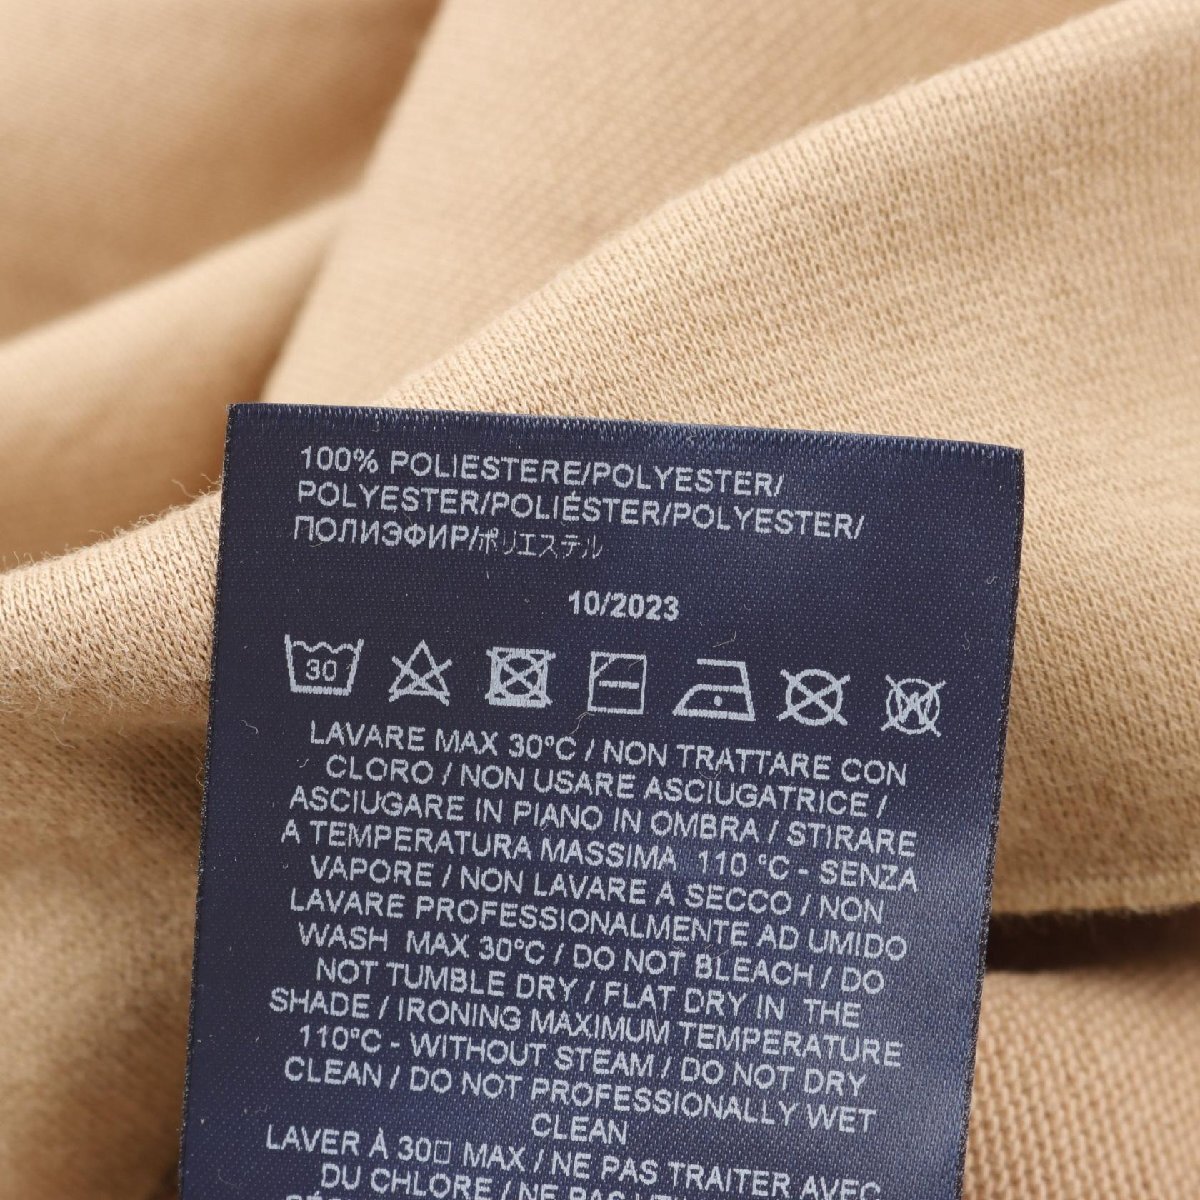 100% POLIESTERE/POLYESTER/
POLYESTER/POLIÉSTER/POLYESTER/
ПОЛИЭФИР/ポリエステル
10/2023
30
W
LAVARE MAX 30°C / NON TRATTARE CON
CLORO / NON USARE ASCIUGATRICE /
ASCIUGARE IN PIANO IN OMBRA / STIRARE
A TEMPERATURA MASSIMA 110 °C - SENZA
VAPORE / NON LAVARE A SECCO / NON
LAVARE PROFESSIONALMENTE AD UMIDO
WASH MAX 30°C / DO NOT BLEACH / DO
NOT TUMBLE DRY / FLAT DRY IN THE
SHADE / IRONING MAXIMUM TEMPERATURE
110°C - WITHOUT STEAM / DO NOT DRY
CLEAN / DO NOT PROFESSIONALLY WET
CLEAN
LAVER À 30□ MAX / NE PAS TRAITER AVEC
DU CHLORE / NE PAS